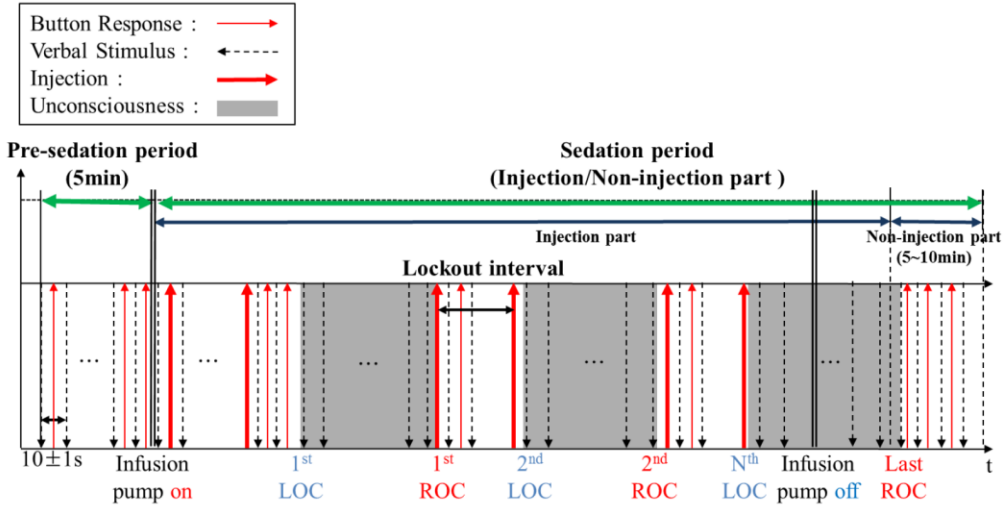 Button Response :
Verbal Stimulus :
Injection :
Unconsciousness :
Pre-sedation period
(5min)
Sedation period
(Injection/Non-injection part )
Injection part
Non-injection part
(5~10min)
Lockout interval
... ... ... ... ...
10±1s
Infusion
pump on
1st
LOC
1st
ROC
2nd
LOC
2nd
ROC
Nth
LOC
Infusion
pump off
Last
ROC
t